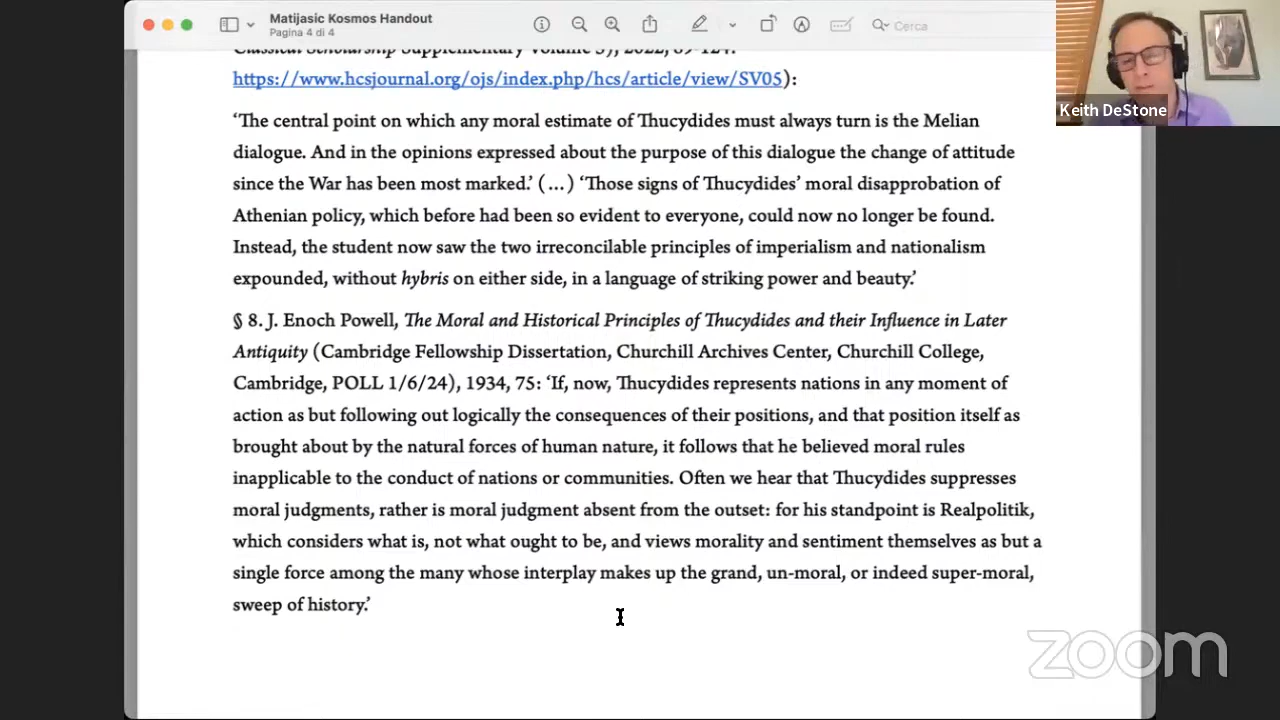 Matijasic Kosmos Handout
Pagina 4 di 4
Cerca
Keith DeStone
Classical Scholarship Supplementary Volume 5), 2022, 89-124.
https://www.hcsjournal.org/ojs/index.php/hcs/article/view/SV05):
‘The central point on which any moral estimate of Thucydides must always turn is the Melian
dialogue. And in the opinions expressed about the purpose of this dialogue the change of attitude
since the War has been most marked.’ (…) ‘Those signs of Thucydides’ moral disapprobation of
Athenian policy, which before had been so evident to everyone, could now no longer be found.
Instead, the student now saw the two irreconcilable principles of imperialism and nationalism
expounded, without hybris on either side, in a language of striking power and beauty.’
§ 8. J. Enoch Powell, The Moral and Historical Principles of Thucydides and their Influence in Later
Antiquity (Cambridge Fellowship Dissertation, Churchill Archives Center, Churchill College,
Cambridge, POLL 1/6/24), 1934, 75: ‘If, now, Thucydides represents nations in any moment of
action as but following out logically the consequences of their positions, and that position itself as
brought about by the natural forces of human nature, it follows that he believed moral rules
inapplicable to the conduct of nations or communities. Often we hear that Thucydides suppresses
moral judgments, rather is moral judgment absent from the outset: for his standpoint is Realpolitik,
which considers what is, not what ought to be, and views morality and sentiment themselves as but a
single force among the many whose interplay makes up the grand, un-moral, or indeed super-moral,
sweep of history.’
zoom